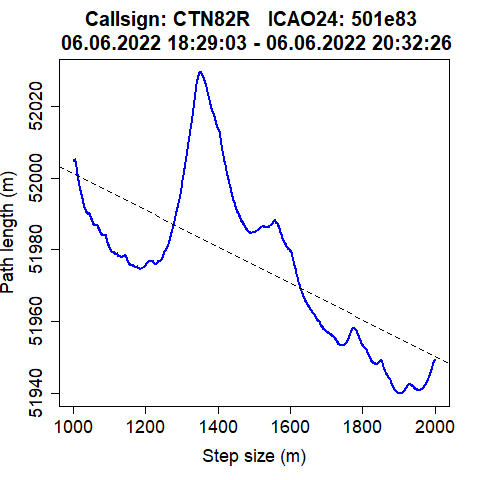 Callsign: CTN82R   ICAO24: 501e83
06.06.2022 18:29:03 - 06.06.2022 20:32:26
Path length (m)
52020
52000
51980
51960
51940
1000 1200 1400 1600 1800 2000
Step size (m)